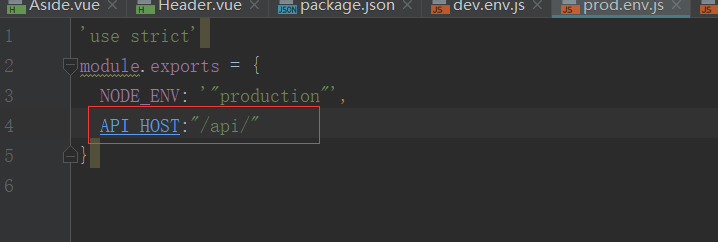 Aside.vue Header.vue package.json dev.env.js prod.env.js
1 'use strict'
2 module.exports = {
3 NODE_ENV: '"production"',
4 API_HOST:"/api/"
5 }
6